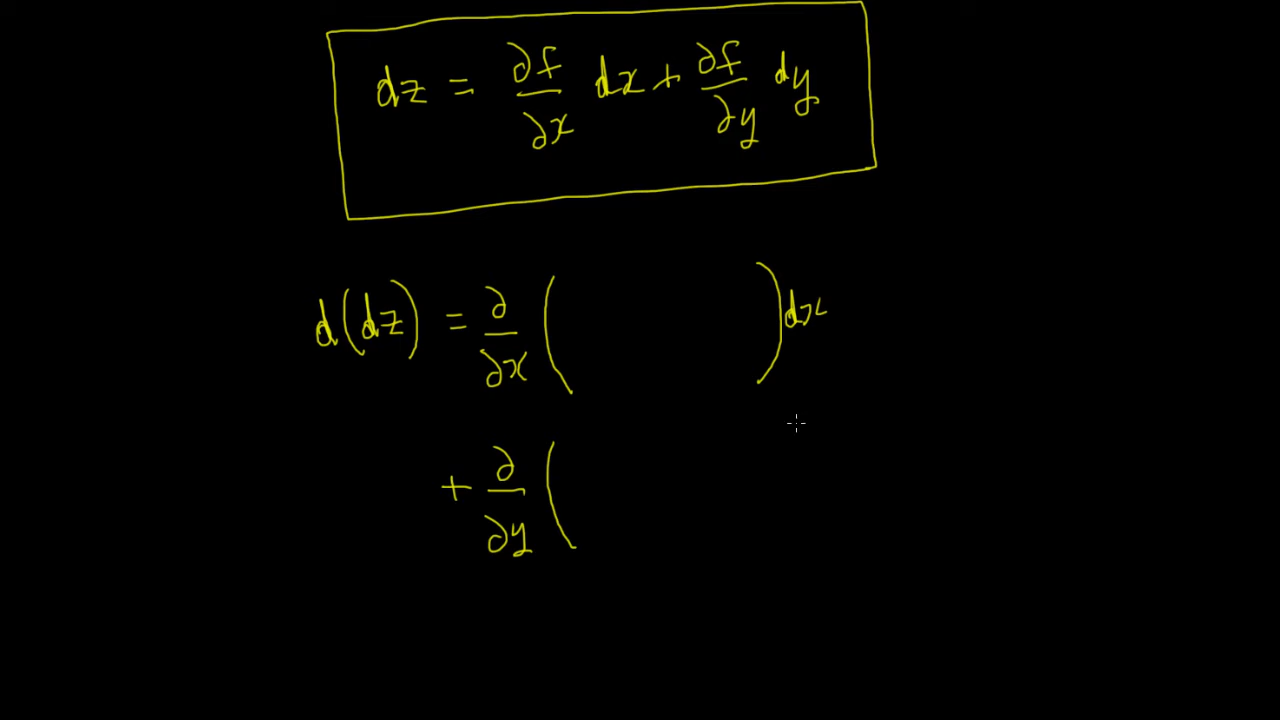 dz = ∂f/∂x dx + ∂f/∂y dy
d(dz) = ∂/∂x (      ) dx
+ ∂/∂y (